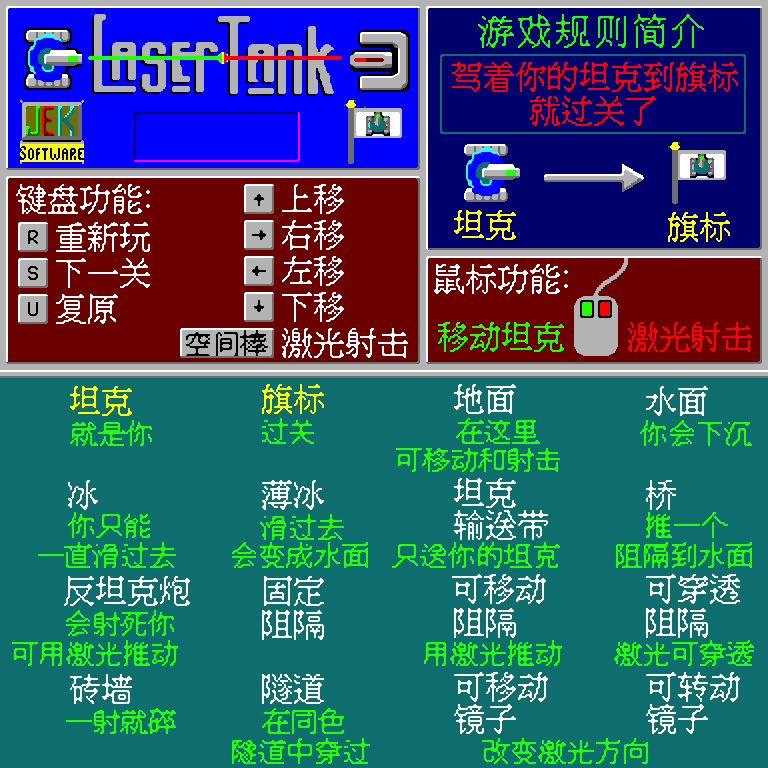 LaserTank
JEK
SOFTWARE
游戏规则简介
驾着你的坦克到旗标
就过关了
坦克
旗标
键盘功能:
R 重新玩
S 下一关
U 复原
上移
右移
左移
下移
空间棒 激光射击
鼠标功能:
移动坦克
激光射击
坦克 旗标 地面 水面
就是你 过关 在这里 你会下沉
可移动和射击
冰 薄冰 坦克 桥
你只能 滑过去 输送带 推一个
一直滑过去 会变成水面 只送你的坦克 阻隔到水面
反坦克炮 固定 可移动 可穿透
会射死你 阻隔 阻隔 阻隔
可用激光推动 用激光推动 激光可穿透
砖墙 隧道 可移动 可转动
一射就碎 在同色 镜子 镜子
隧道中穿过 改变激光方向